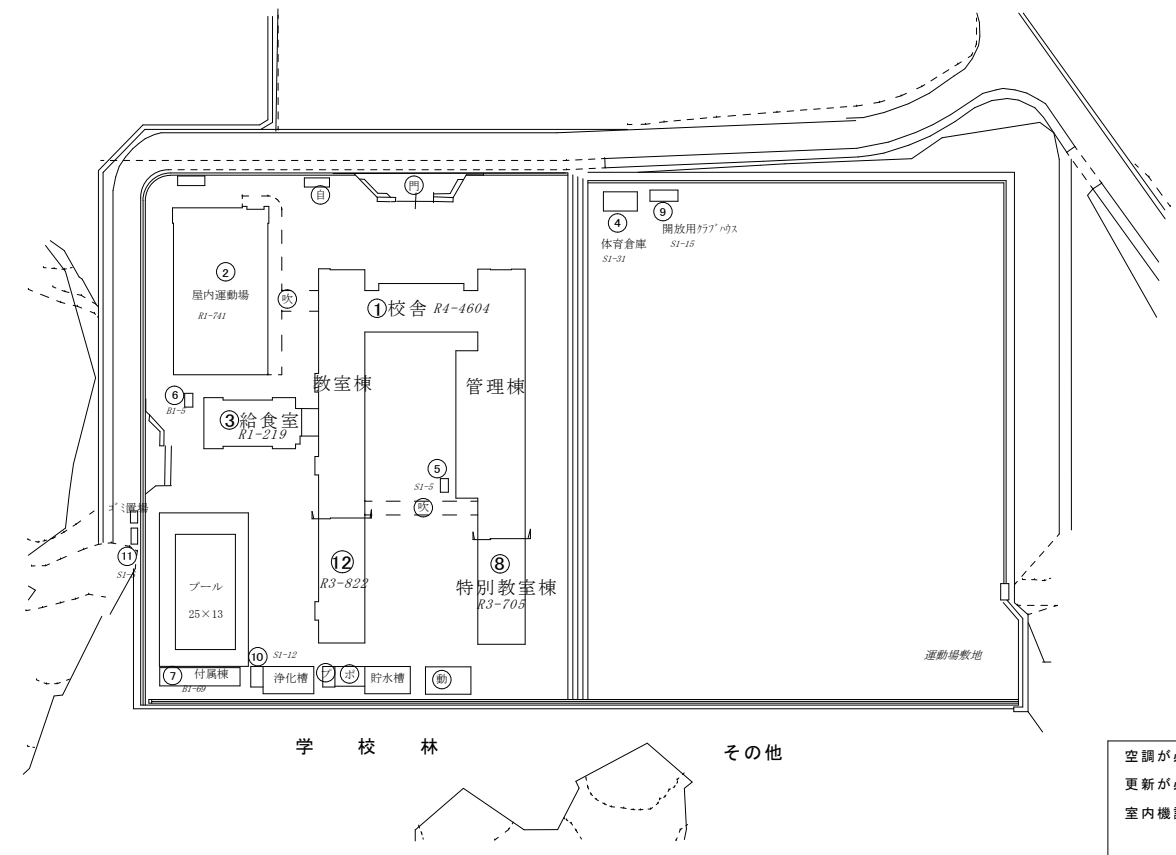 自
門
④
体育倉庫
S1-31
⑨
開放用クラブハウス
S1-15
②
屋内運動場
R1-741
吹
①校舎 R4-4604
教室棟
管理棟
⑥
B1-5
③給食室
R1-219
⑤
S1-5
吹
ゴミ置場
⑪
プール
25×13
⑫
R3-822
⑧
特別教室棟
R3-705
⑦ 付属棟
B1-69
⑩ S1-12
浄化槽
プ
ポ
貯水槽
動
運動場敷地
学校林
その他
空調が
更新が
室内機